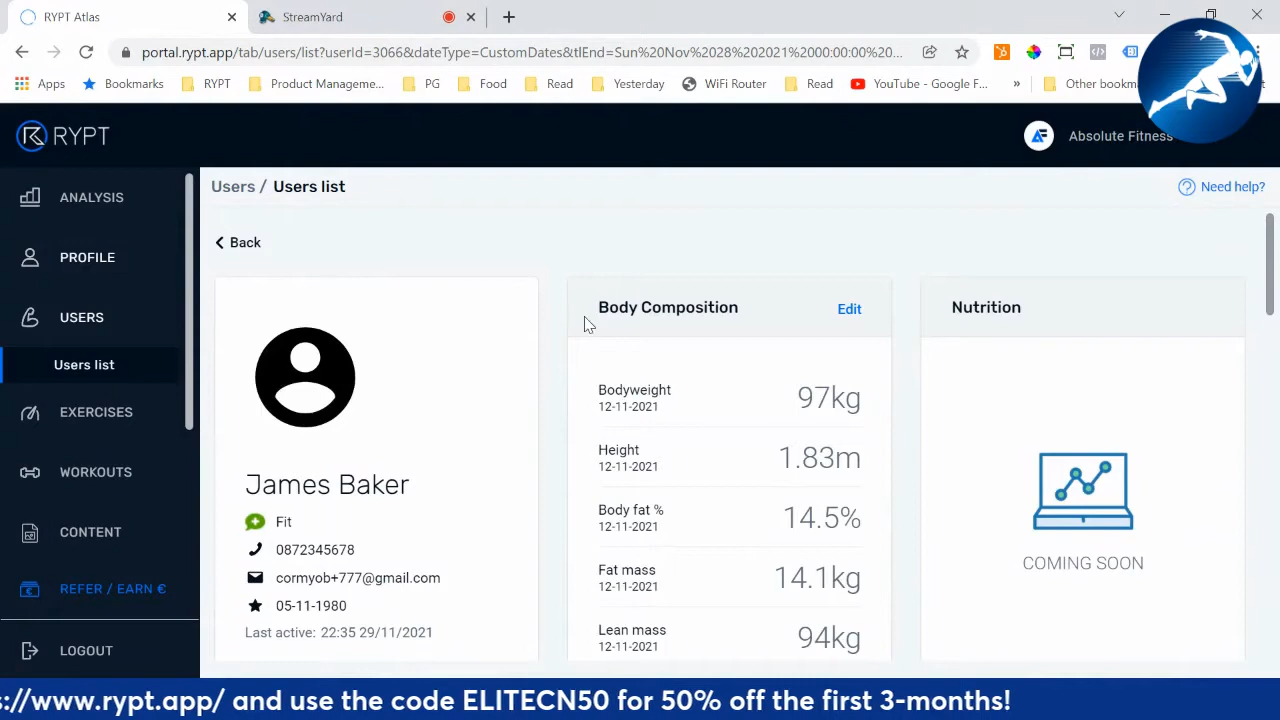 RYPT Atlas
StreamYard
portal.rypt.app/tab/users/list?userId=3066&dateType=CustomDates&tlEnd=Sun%20Nov%2028%202021%2000:00:00%20...
Apps
Bookmarks
RYPT
Product Manageme...
PG
Food
Read
Yesterday
WiFi Router
Read
YouTube - Google F...
»
Other bookm
RYPT
Absolute Fitness
ANALYSIS
PROFILE
USERS
Users list
EXERCISES
WORKOUTS
CONTENT
REFER / EARN €
LOGOUT
Users / Users list
Need help?
Back
James Baker
Fit
0872345678
cormyob+777@gmail.com
05-11-1980
Last active: 22:35 29/11/2021
Body Composition Edit
Bodyweight
12-11-2021
97kg
Height
12-11-2021
1.83m
Body fat %
12-11-2021
14.5%
Fat mass
12-11-2021
14.1kg
Lean mass
12-11-2021
94kg
Nutrition
COMING SOON
s://www.rypt.app/ and use the code ELITECN50 for 50% off the first 3-months!